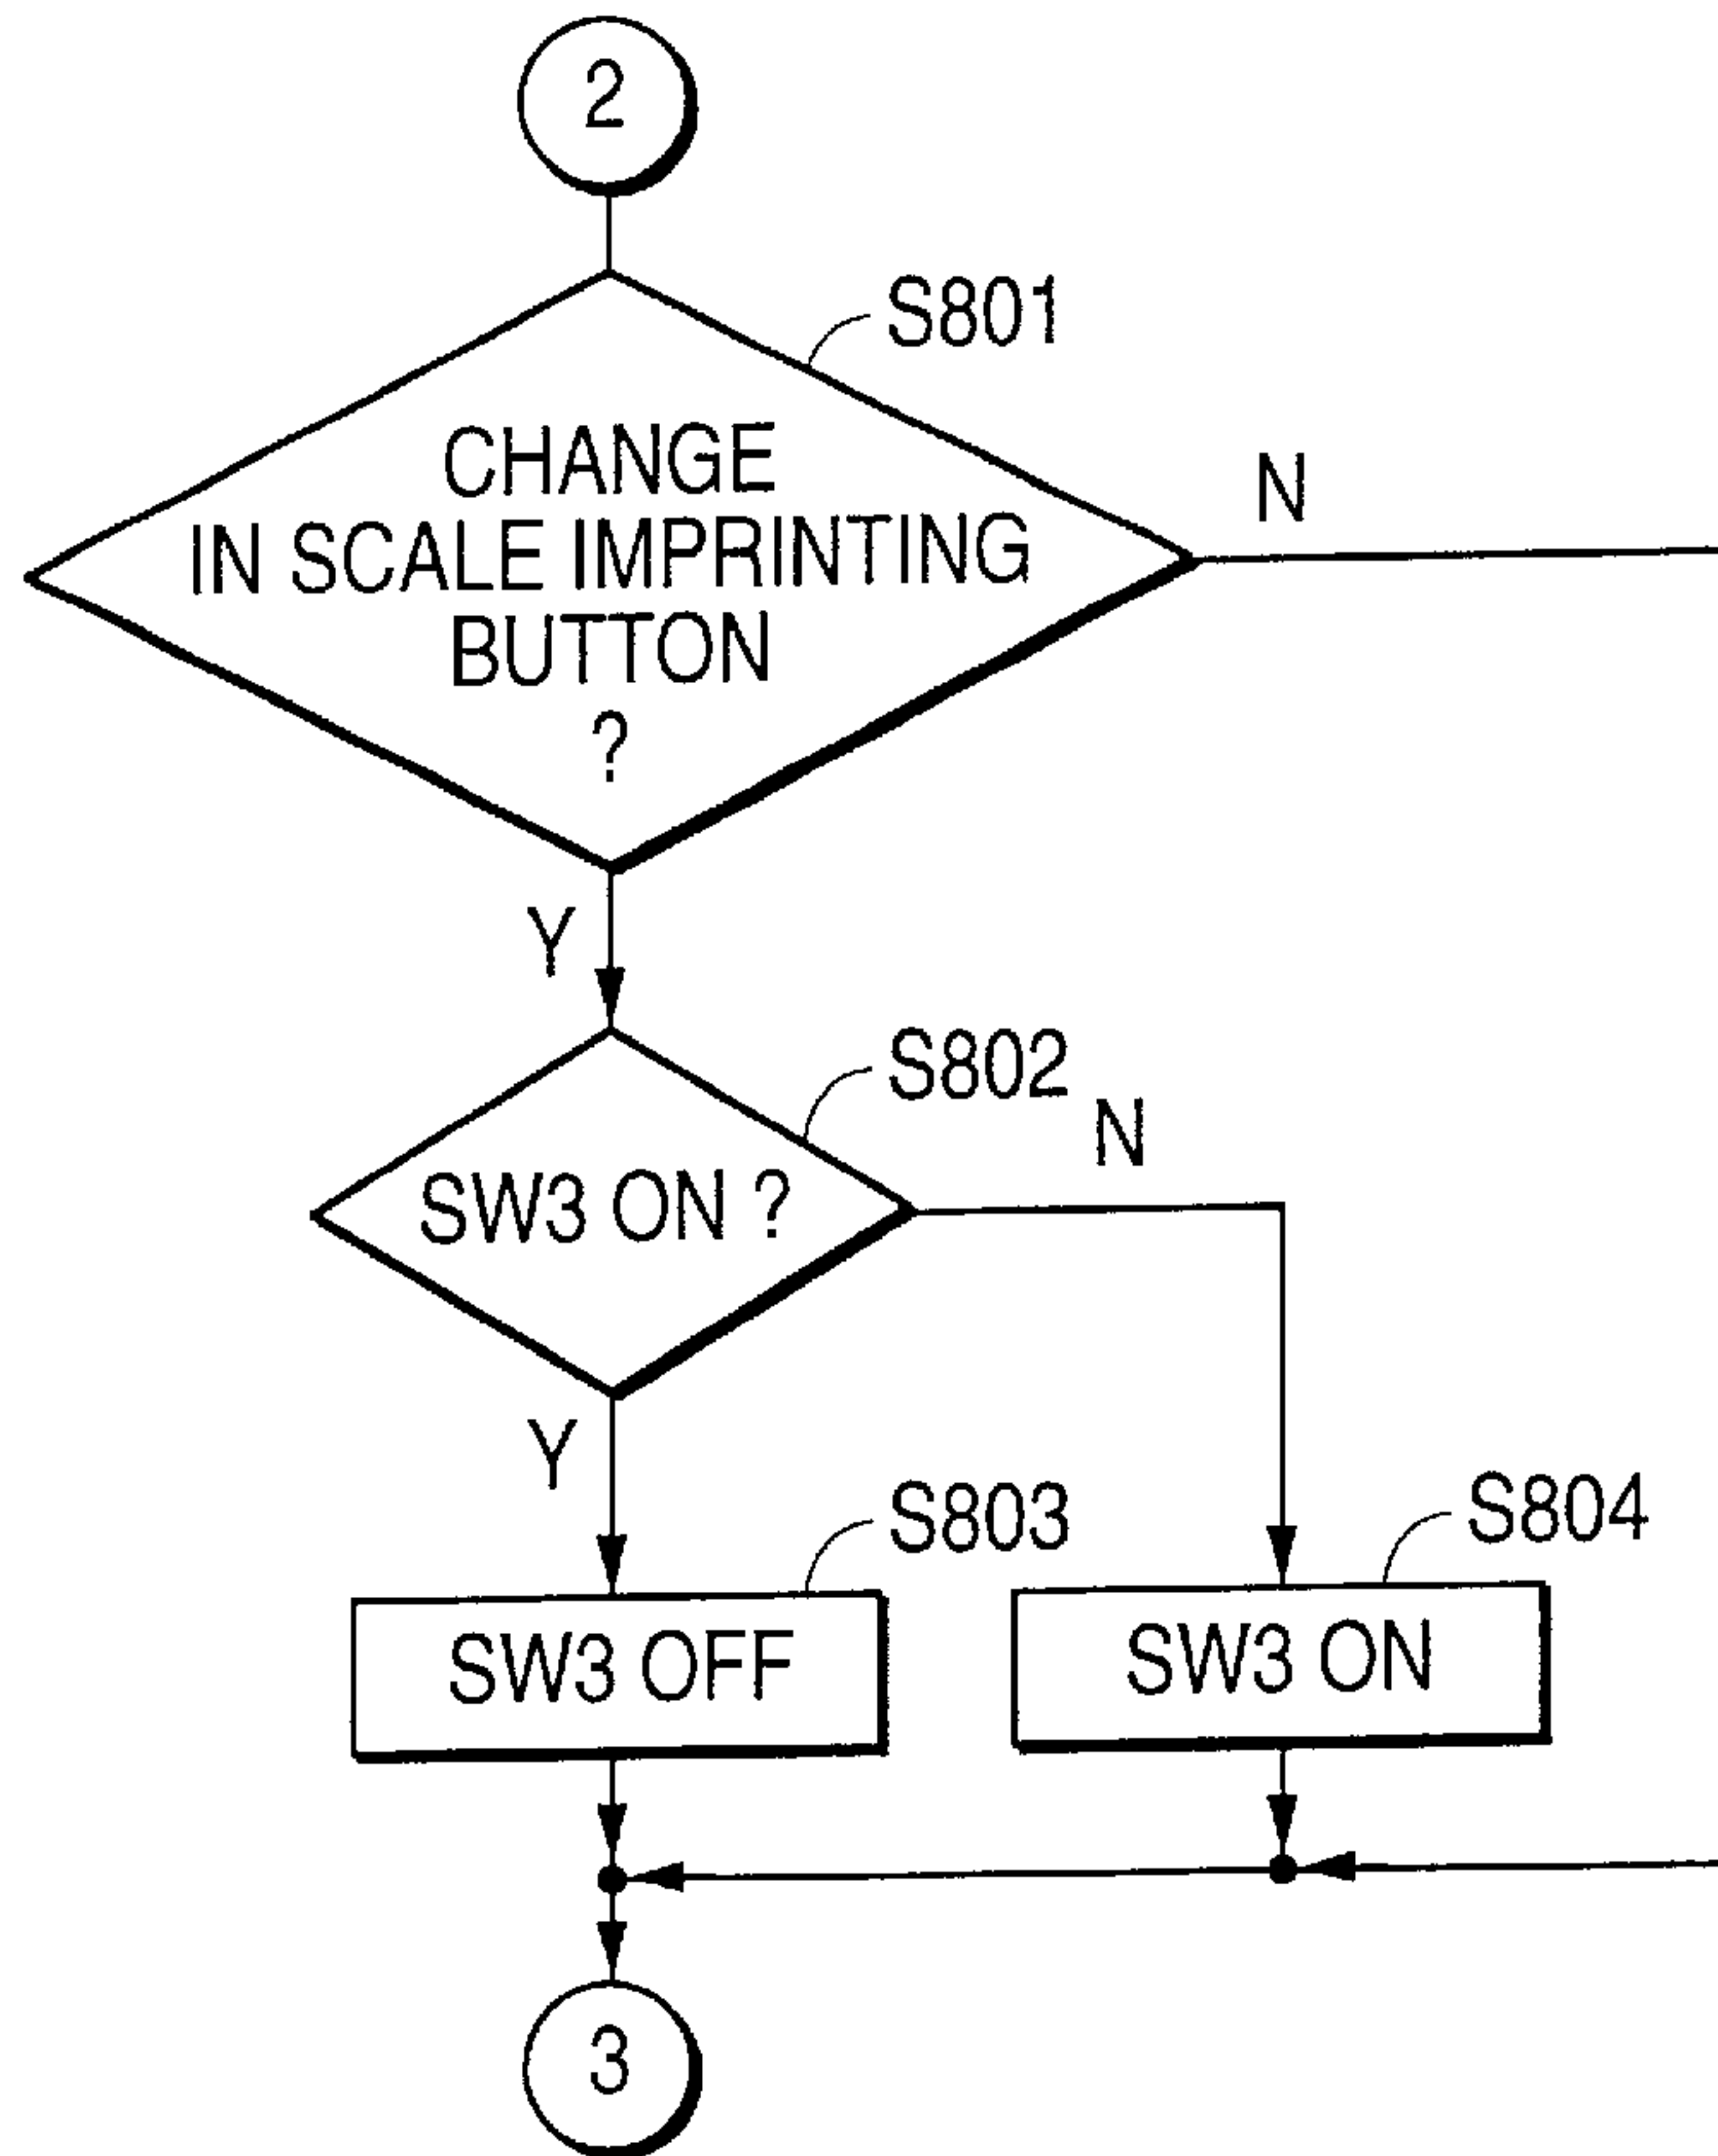 2
S801
CHANGE
IN SCALE IMPRINTING
BUTTON
?
N
Y
S802
N
SW3 ON ?
Y
S803
S804
SW3 OFF
SW3 ON
3